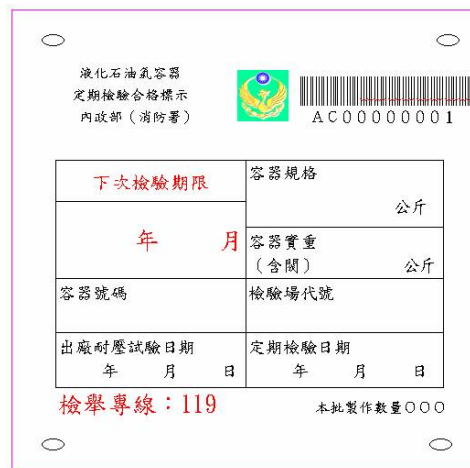 液化石油氣容器
定期檢驗合格標示
內政部（消防署）
AC00000001
下次檢驗期限
年 月
容器規格
公斤
容器實重
（含閥） 公斤
容器號碼
檢驗場代號
出廠耐壓試驗日期
年 月 日
定期檢驗日期
年 月 日
檢舉專線：119
本批製作數量○○○